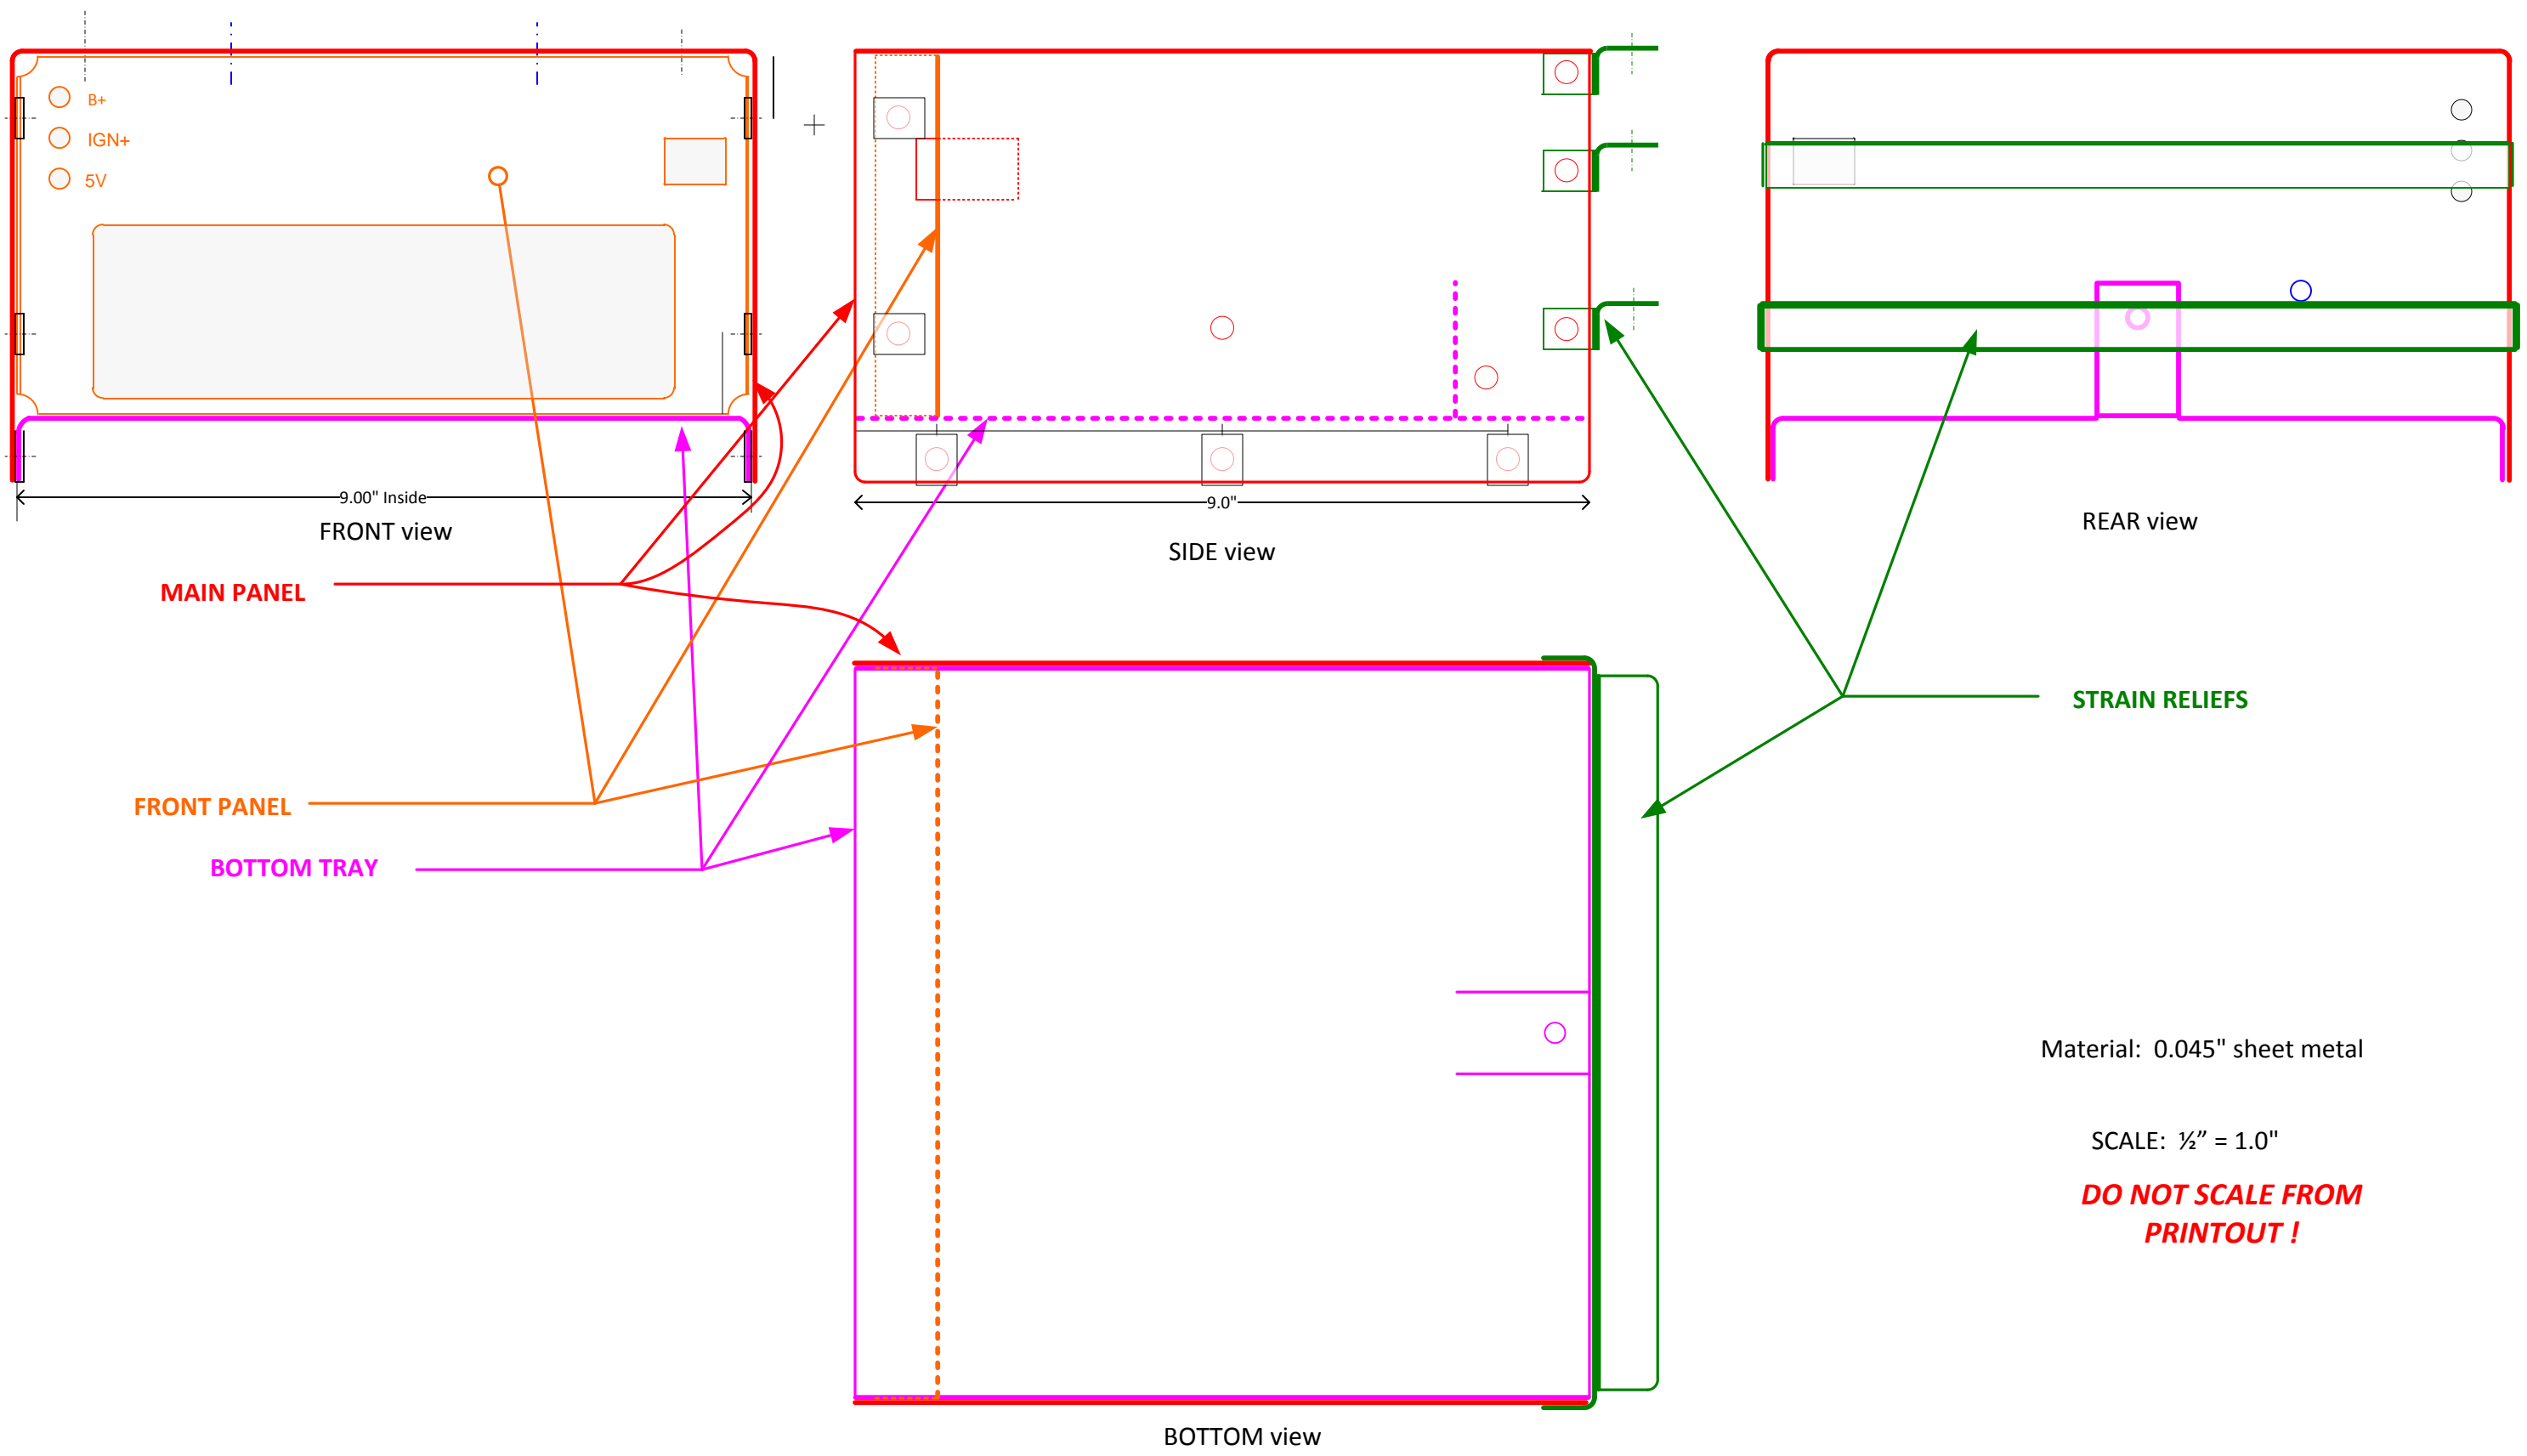 B+
IGN+
5V
9.00" Inside
FRONT view
9.0"
SIDE view
REAR view
MAIN PANEL
STRAIN RELIEFS
FRONT PANEL
BOTTOM TRAY
Material:  0.045" sheet metal
SCALE:  ½” = 1.0"
DO NOT SCALE FROM
PRINTOUT !
BOTTOM view